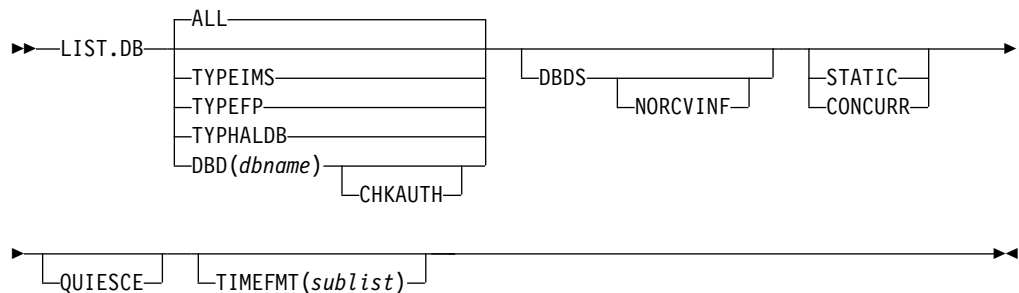 ALL
LIST.DB
TYPEIMS
TYPEFP
TYPHALDB
DBD(dbname)
CHKAUTH
DBDS
NORCVINF
STATIC
CONCURR
QUIESCE
TIMEFMT(sublist)